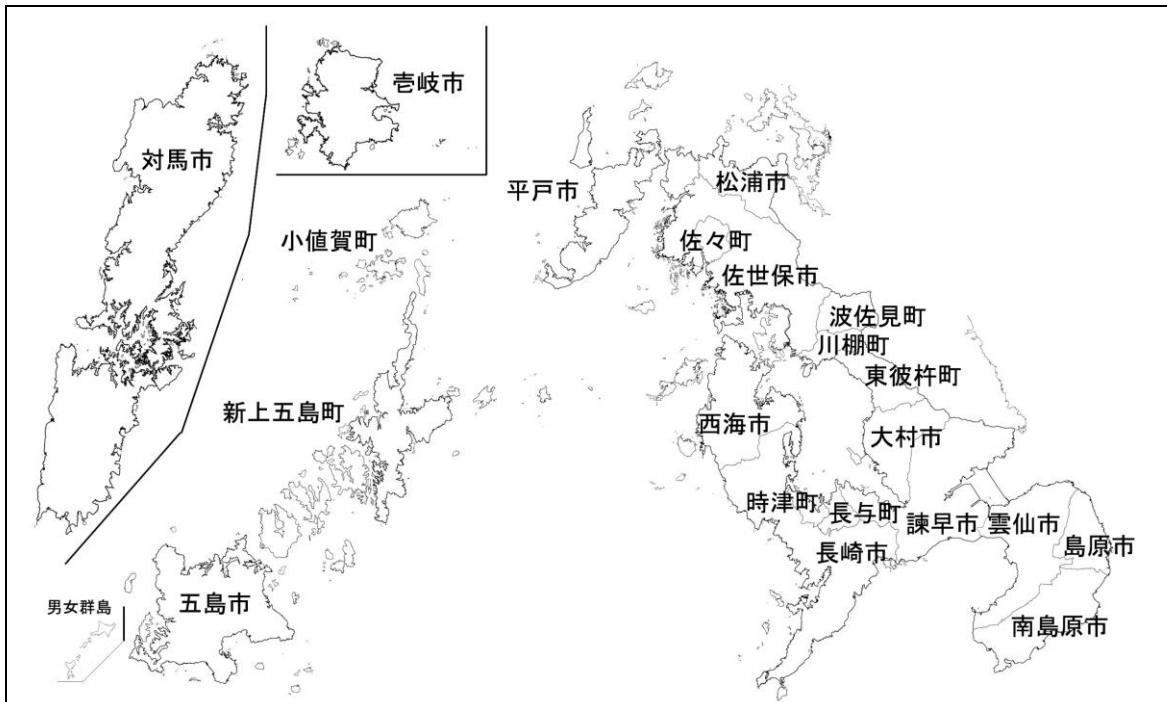 壱岐市
対馬市
平戸市
松浦市
小値賀町
佐々町
佐世保市
波佐見町
川棚町
東彼杵町
新上五島町
西海市
大村市
時津町
長与町
諫早市
雲仙市
長崎市
島原市
男女群島
五島市
南島原市